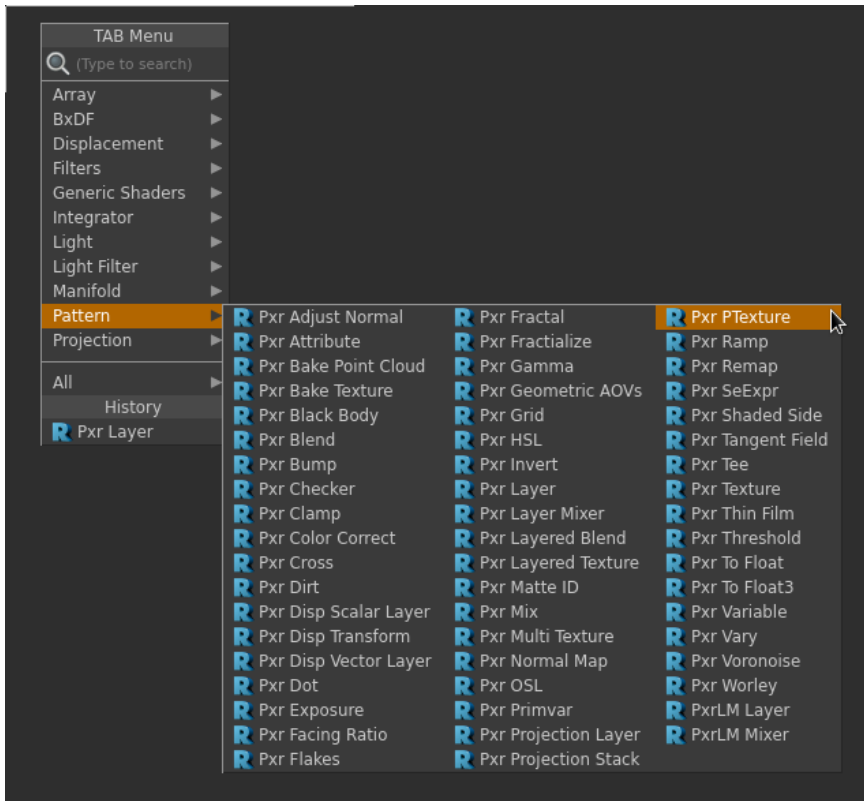 TAB Menu
(Type to search)
Array
BxDF
Displacement
Filters
Generic Shaders
Integrator
Light
Light Filter
Manifold
Pattern
Projection
All
History
Pxr Layer
Pxr Adjust Normal
Pxr Attribute
Pxr Bake Point Cloud
Pxr Bake Texture
Pxr Black Body
Pxr Blend
Pxr Bump
Pxr Checker
Pxr Clamp
Pxr Color Correct
Pxr Cross
Pxr Dirt
Pxr Disp Scalar Layer
Pxr Disp Transform
Pxr Disp Vector Layer
Pxr Dot
Pxr Exposure
Pxr Facing Ratio
Pxr Flakes
Pxr Fractal
Pxr Fractialize
Pxr Gamma
Pxr Geometric AOVs
Pxr Grid
Pxr HSL
Pxr Invert
Pxr Layer
Pxr Layer Mixer
Pxr Layered Blend
Pxr Layered Texture
Pxr Matte ID
Pxr Mix
Pxr Multi Texture
Pxr Normal Map
Pxr OSL
Pxr Primvar
Pxr Projection Layer
Pxr Projection Stack
Pxr PTexture
Pxr Ramp
Pxr Remap
Pxr SeExpr
Pxr Shaded Side
Pxr Tangent Field
Pxr Tee
Pxr Texture
Pxr Thin Film
Pxr Threshold
Pxr To Float
Pxr To Float3
Pxr Variable
Pxr Vary
Pxr Voronoise
Pxr Worley
PxrLM Layer
PxrLM Mixer